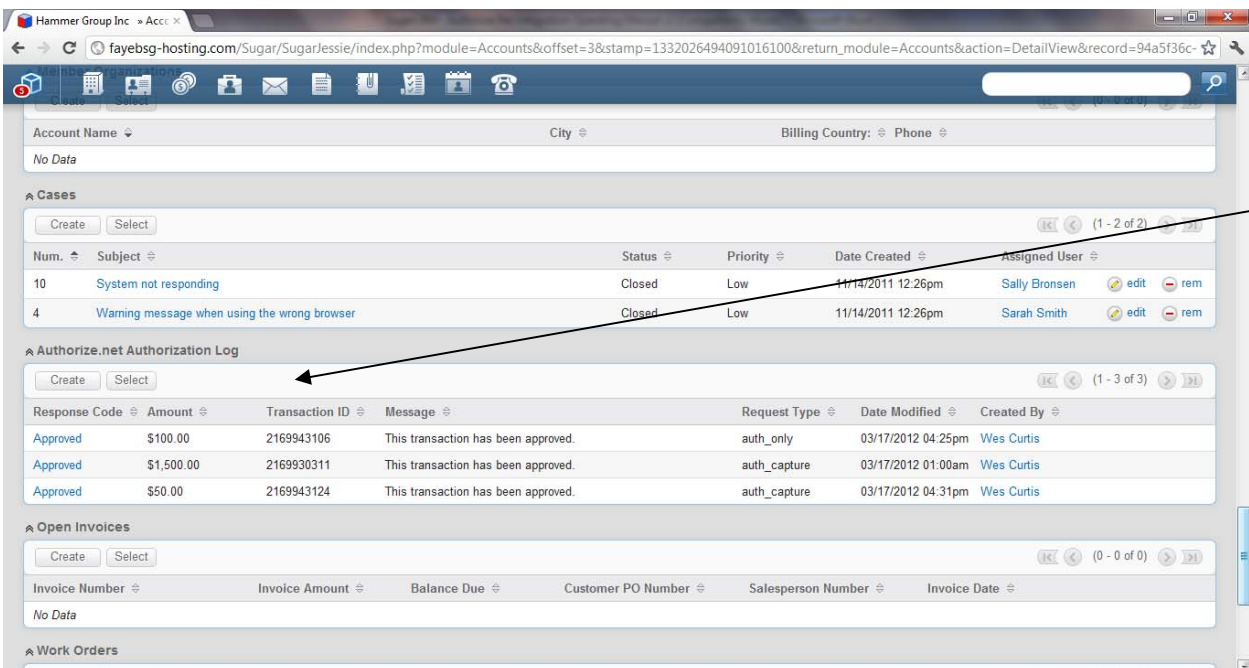 Hammer Group Inc » Acc
fayebsg-hosting.com/Sugar/SugarJessie/index.php?module=Accounts&offset=3&stamp=1332026494091016100&return_module=Accounts&action=DetailView&record=94a5f36c-
Member Organizations
Create Select (0 - 0 of 0)
Account Name City Billing Country: Phone
No Data
Cases
Create Select (1 - 2 of 2)
Num. Subject Status Priority Date Created Assigned User
10 System not responding Closed Low 11/14/2011 12:26pm Sally Bronsen edit rem
4 Warning message when using the wrong browser Closed Low 11/14/2011 12:26pm Sarah Smith edit rem
Authorize.net Authorization Log
Create Select (1 - 3 of 3)
Response Code Amount Transaction ID Message Request Type Date Modified Created By
Approved $100.00 2169943106 This transaction has been approved. auth_only 03/17/2012 04:25pm Wes Curtis
Approved $1,500.00 2169930311 This transaction has been approved. auth_capture 03/17/2012 01:00am Wes Curtis
Approved $50.00 2169943124 This transaction has been approved. auth_capture 03/17/2012 04:31pm Wes Curtis
Open Invoices
Create Select (0 - 0 of 0)
Invoice Number Invoice Amount Balance Due Customer PO Number Salesperson Number Invoice Date
No Data
Work Orders